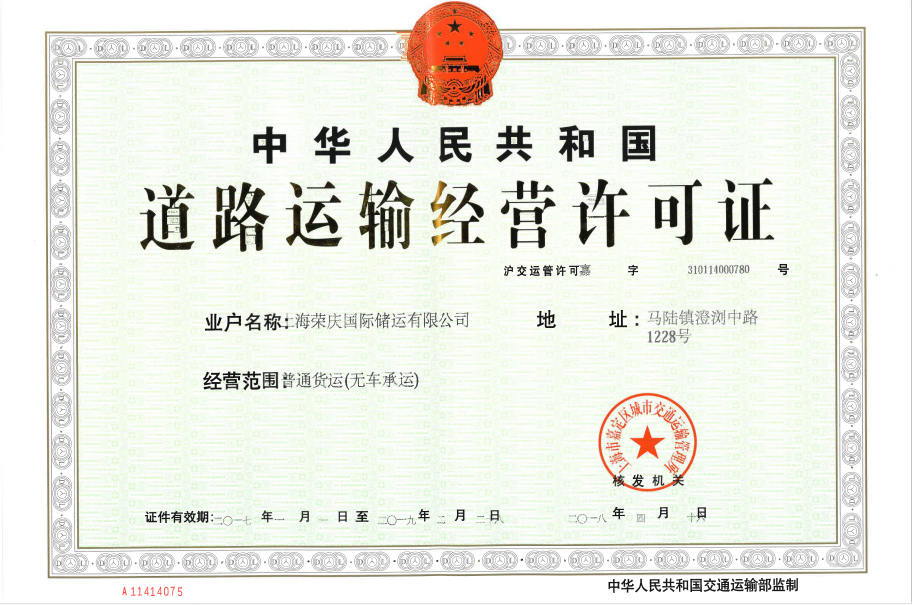 中华人民共和国
道路运输经营许可证
沪交运管许可嘉 字 310114000780 号
业户名称:上海荣庆国际储运有限公司 地 址:马陆镇澄浏中路
1228号
经营范围:普通货运(无车承运)
上海市嘉定区城市交通运输管理所
核发机关
证件有效期:二〇一七 年 一 月 一 日 至 二〇一九 年 二 月 二十八 日 二〇一八 年 四 月 十八 日
A11414075
中华人民共和国交通运输部监制